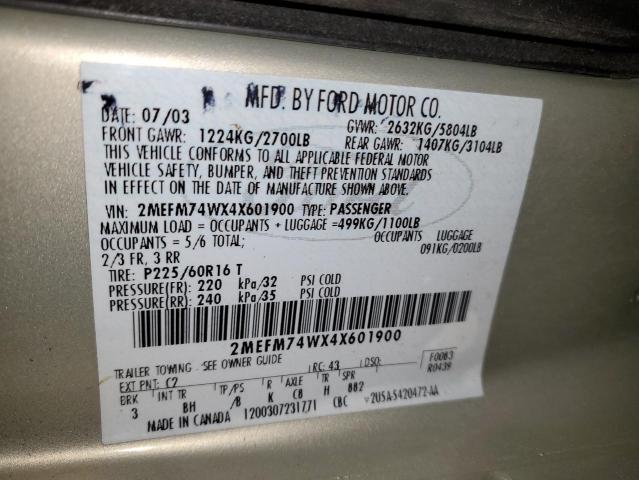 MFD. BY FORD MOTOR CO.
DATE: 07/03 GVWR: 2632KG/5804LB
FRONT GAWR: 1224KG/2700LB REAR GAWR: 1407KG/3104LB
THIS VEHICLE CONFORMS TO ALL APPLICABLE FEDERAL MOTOR
VEHICLE SAFETY, BUMPER, AND THEFT PREVENTION STANDARDS
IN EFFECT ON THE DATE OF MANUFACTURE SHOWN ABOVE.
VIN: 2MEFM74WX4X601900 TYPE: PASSENGER
MAXIMUM LOAD = OCCUPANTS + LUGGAGE =499KG/1100LB
OCCUPANTS = 5/6 TOTAL; OCCUPANTS LUGGAGE
2/3 FR, 3 RR 091KG/0200LB
TIRE: P225/60R16 T
PRESSURE(FR) 220 kPa/32 PSI COLD
PRESSURE(RR) 240 kPa/35 PSI COLD
2MEFM74WX4X601900
TRAILER TOWING - SEE OWNER GUIDE F0083
EXT PNT: C2 RC: 43 DSO: R0439
BRK INT TR TP/PS R AXLE TR SPR
3 BH /B K CB H BB2
MADE IN CANADA 1200307231771 CBC 2U5A-5420472-AA